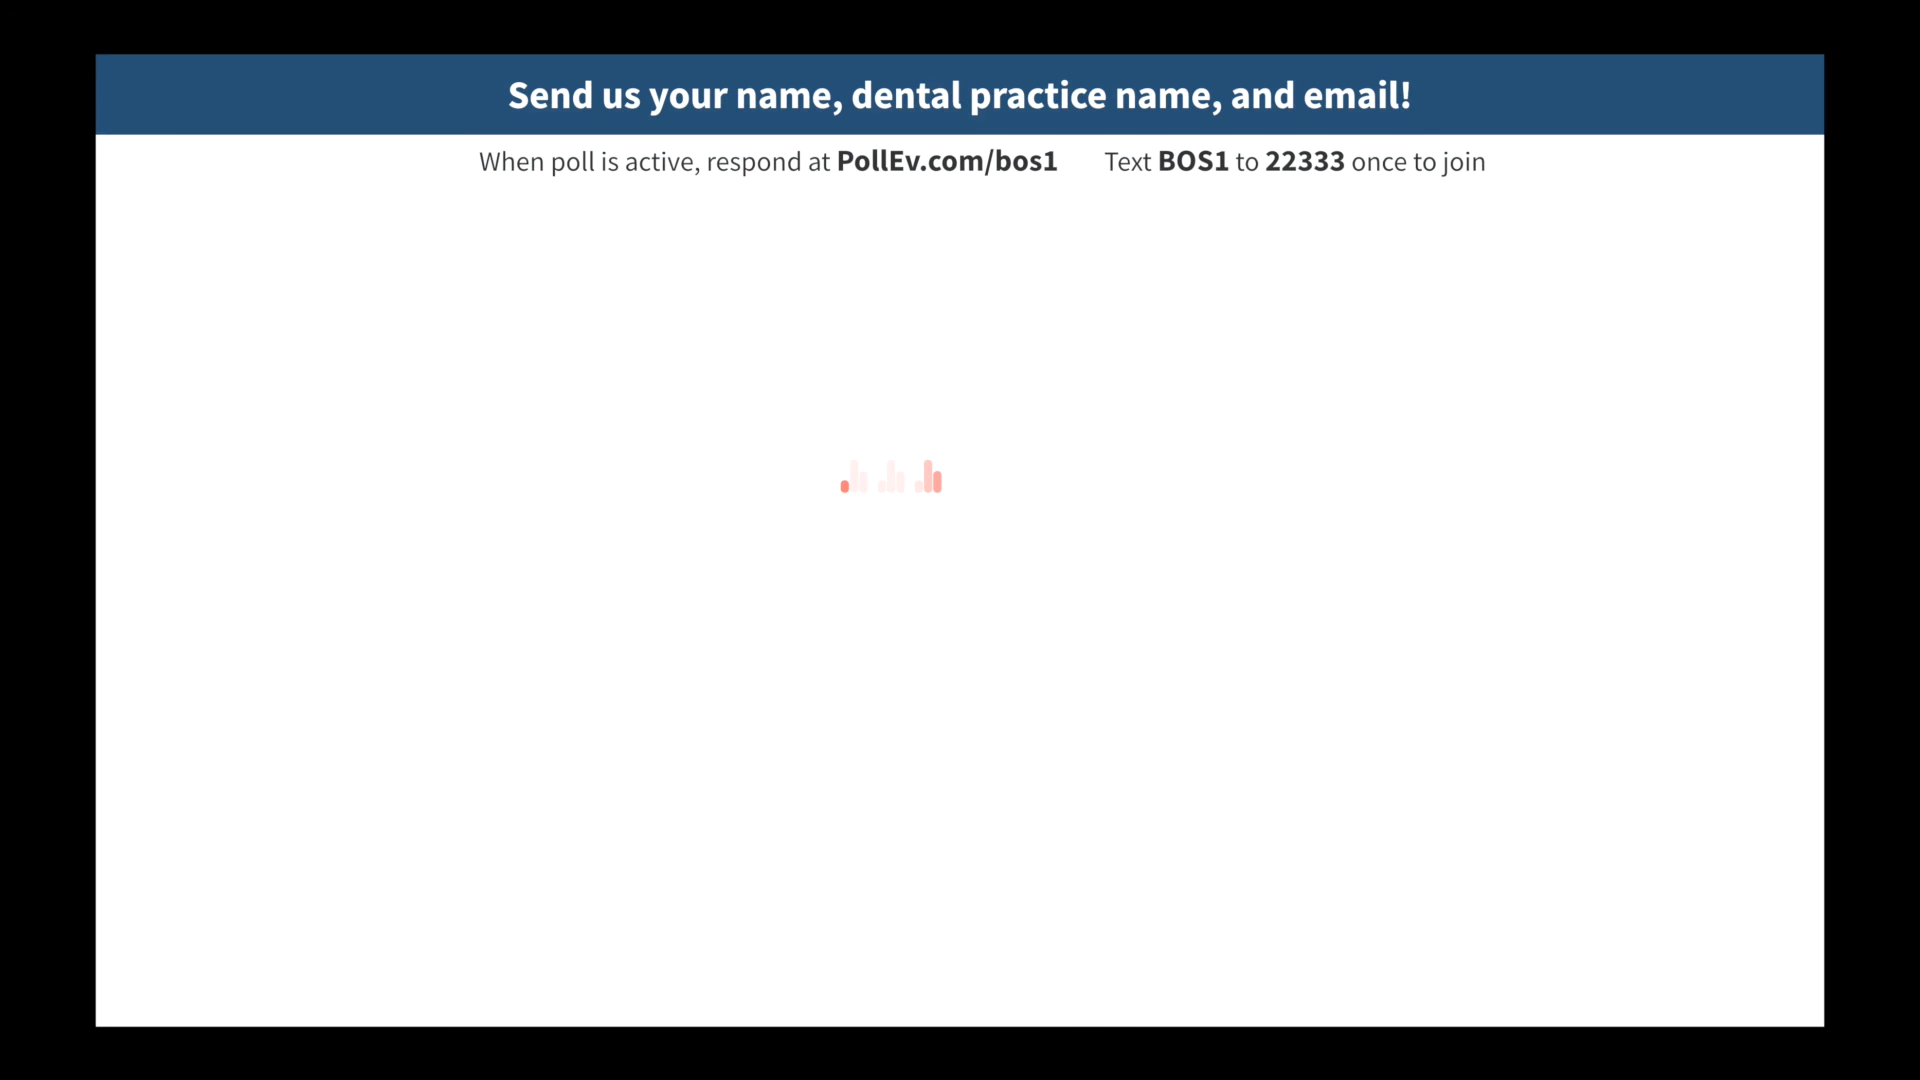 Send us your name, dental practice name, and email!
When poll is active, respond at PollEv.com/bos1 Text BOS1 to 22333 once to join